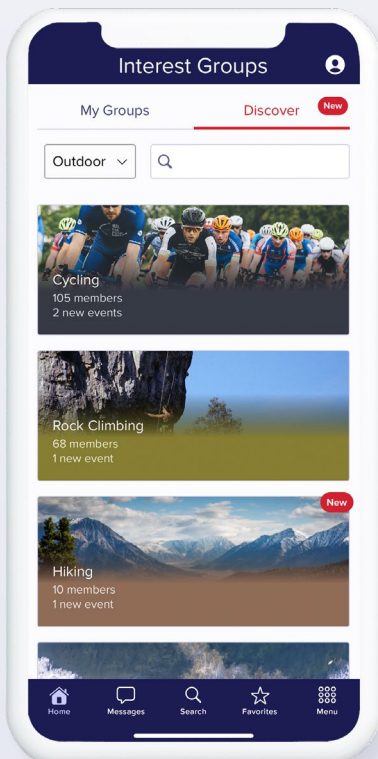 Interest Groups
My Groups
Discover
New
Outdoor
Cycling
105 members
2 new events
Rock Climbing
68 members
1 new event
New
Hiking
10 members
1 new event
Home
Messages
Search
Favorites
Menu